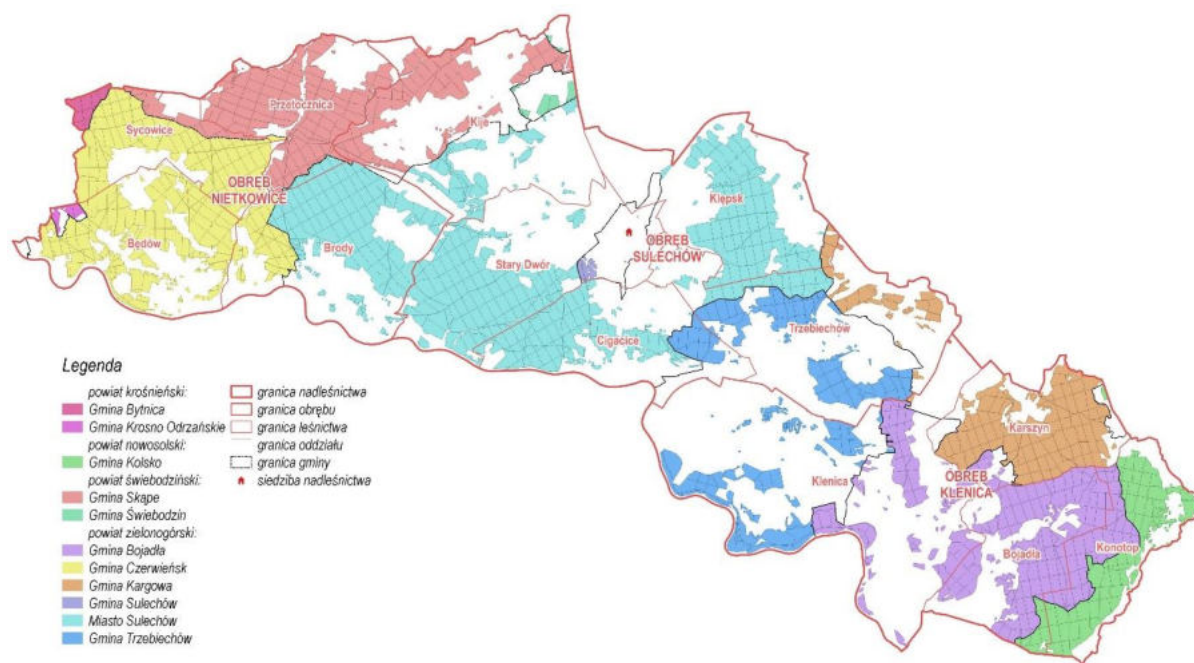 Przetocznica
Kije
Sycowice
OBRĘB
NIETKOWICE
Klępsk
Będów
Brody
Stary Dwór
OBRĘB
SULECHÓW
Trzebiechów
Cigacice
Legenda
powiat krośnieński:
Gmina Bytnica
Gmina Krosno Odrzańskie
powiat nowosolski:
Gmina Kolsko
powiat świebodziński:
Gmina Skąpe
Gmina Świebodzin
powiat zielonogórski:
Gmina Bojadła
Gmina Czerwieńsk
Gmina Kargowa
Gmina Sulechów
Miasto Sulechów
Gmina Trzebiechów
granica nadleśnictwa
granica obrębu
granica leśnictwa
granica oddziału
granica gminy
siedziba nadleśnictwa
Karszyn
Klenica
OBRĘB
KLENICA
Bojadła
Konotop